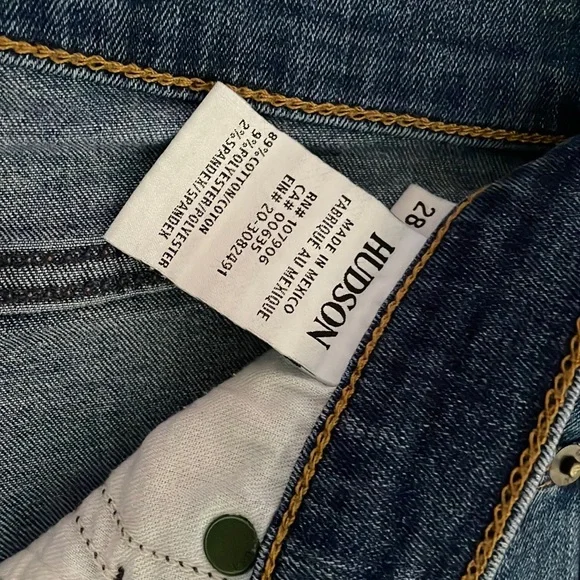 HUDSON
MADE IN MEXICO
FABRIQUE AU MEXIQUE
RN# 107906
CA# 00635
EN# 20-3082491
89% COTTON/COTON
9% POLYESTER/POLYESTER
2% SPANDEX/SPANDEX
28